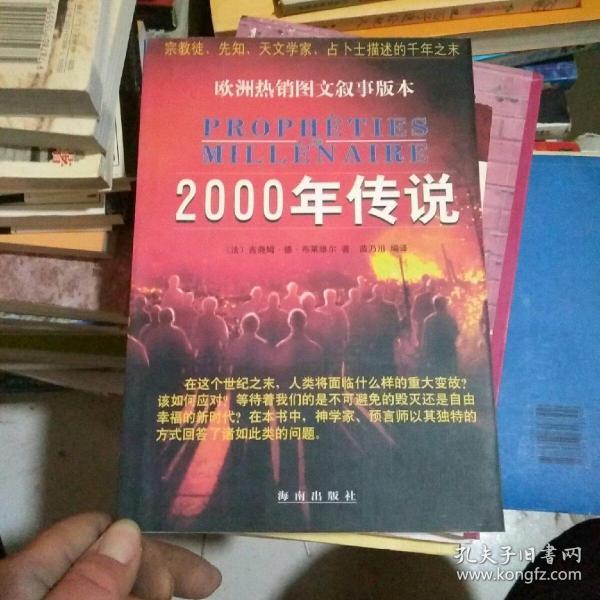 宗教徒、先知、天文学家、占卜士描述的千年之末
欧洲热销图文叙事版本
PROPHÉTIES
MILLÉNAIRE
2000年传说
（法）吉尧姆·德·布莱维尔 著 苗乃川 编译
在这个世纪之末，人类将面临什么样的重大变故？
该如何应对？等待着我们的是不可避免的毁灭还是自由
幸福的新时代？在本书中，神学家、预言师以其独特的
方式回答了诸如此类的问题。
海南出版社
孔夫子旧书网
www.kongfz.com